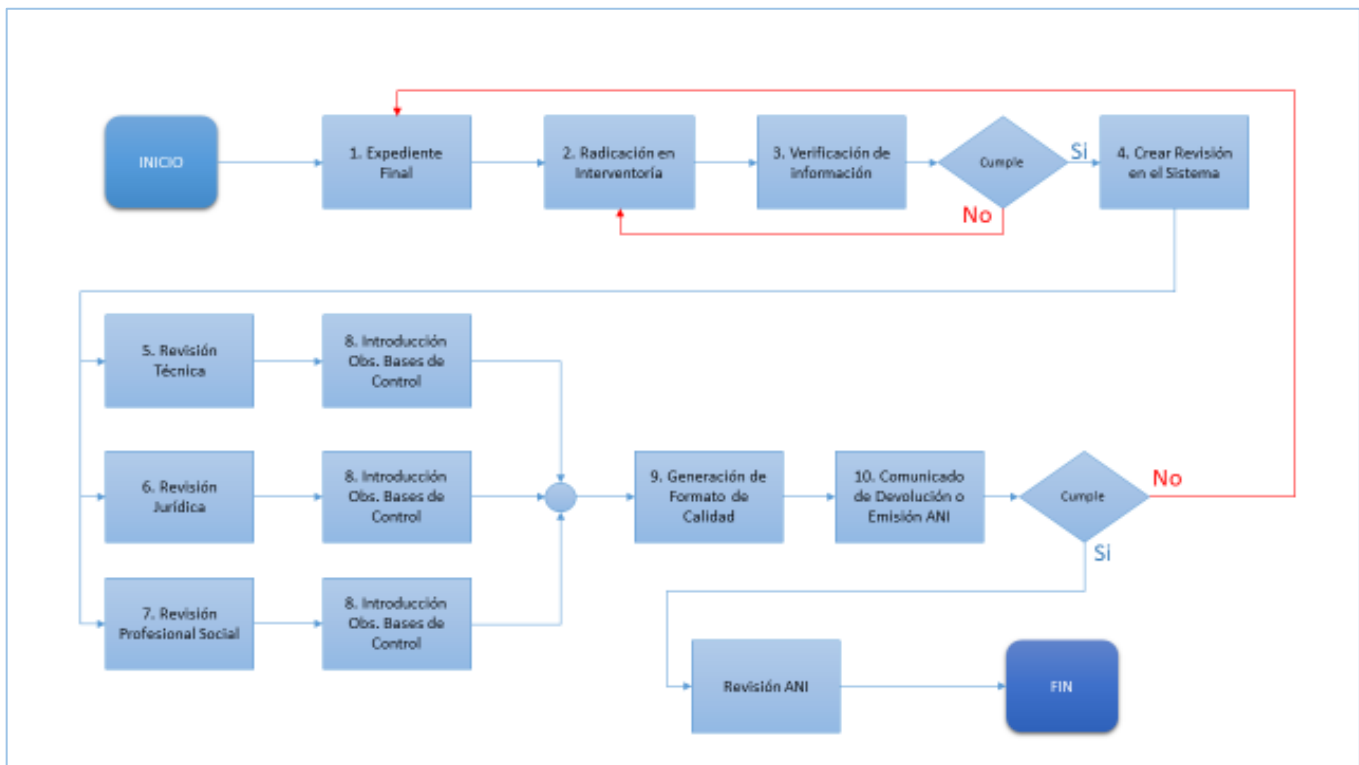 INICIO
1. Expediente
Final
2. Radicación en
Interventoría
3. Verificación de
información
Cumple
Si
No
4. Crear Revisión
en el Sistema
5. Revisión
Técnica
8. Introducción
Obs. Bases de
Control
6. Revisión
Jurídica
8. Introducción
Obs. Bases de
Control
7. Revisión
Profesional Social
8. Introducción
Obs. Bases de
Control
9. Generación de
Formato de
Calidad
10. Comunicado
de Devolución o
Emisión ANI
Cumple
No
Si
Revisión ANI
FIN